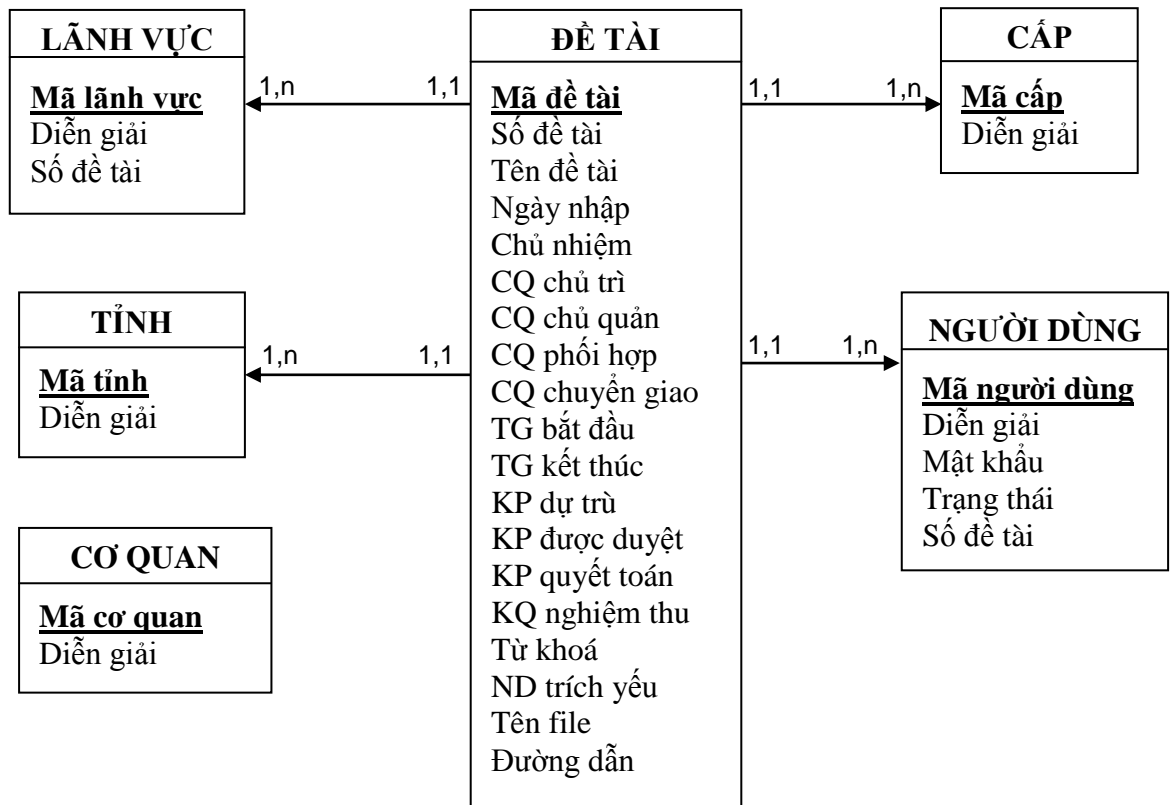 LÃNH VỰC
Mã lãnh vực
Diễn giải
Số đề tài
1,n
1,1
ĐỀ TÀI
Mã đề tài
Số đề tài
Tên đề tài
Ngày nhập
Chủ nhiệm
CQ chủ trì
CQ chủ quản
CQ phối hợp
CQ chuyển giao
TG bắt đầu
TG kết thúc
KP dự trù
KP được duyệt
KP quyết toán
KQ nghiệm thu
Từ khoá
ND trích yếu
Tên file
Đường dẫn
1,1
1,n
CẤP
Mã cấp
Diễn giải
TỈNH
Mã tỉnh
Diễn giải
1,n
1,1
1,1
1,n
NGƯỜI DÙNG
Mã người dùng
Diễn giải
Mật khẩu
Trạng thái
Số đề tài
CƠ QUAN
Mã cơ quan
Diễn giải